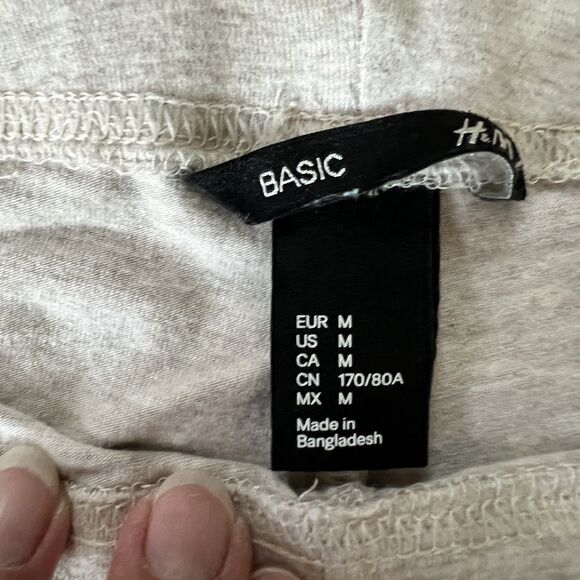 BASIC
H&M
EUR M
US M
CA M
CN 170/80A
MX M
Made in
Bangladesh